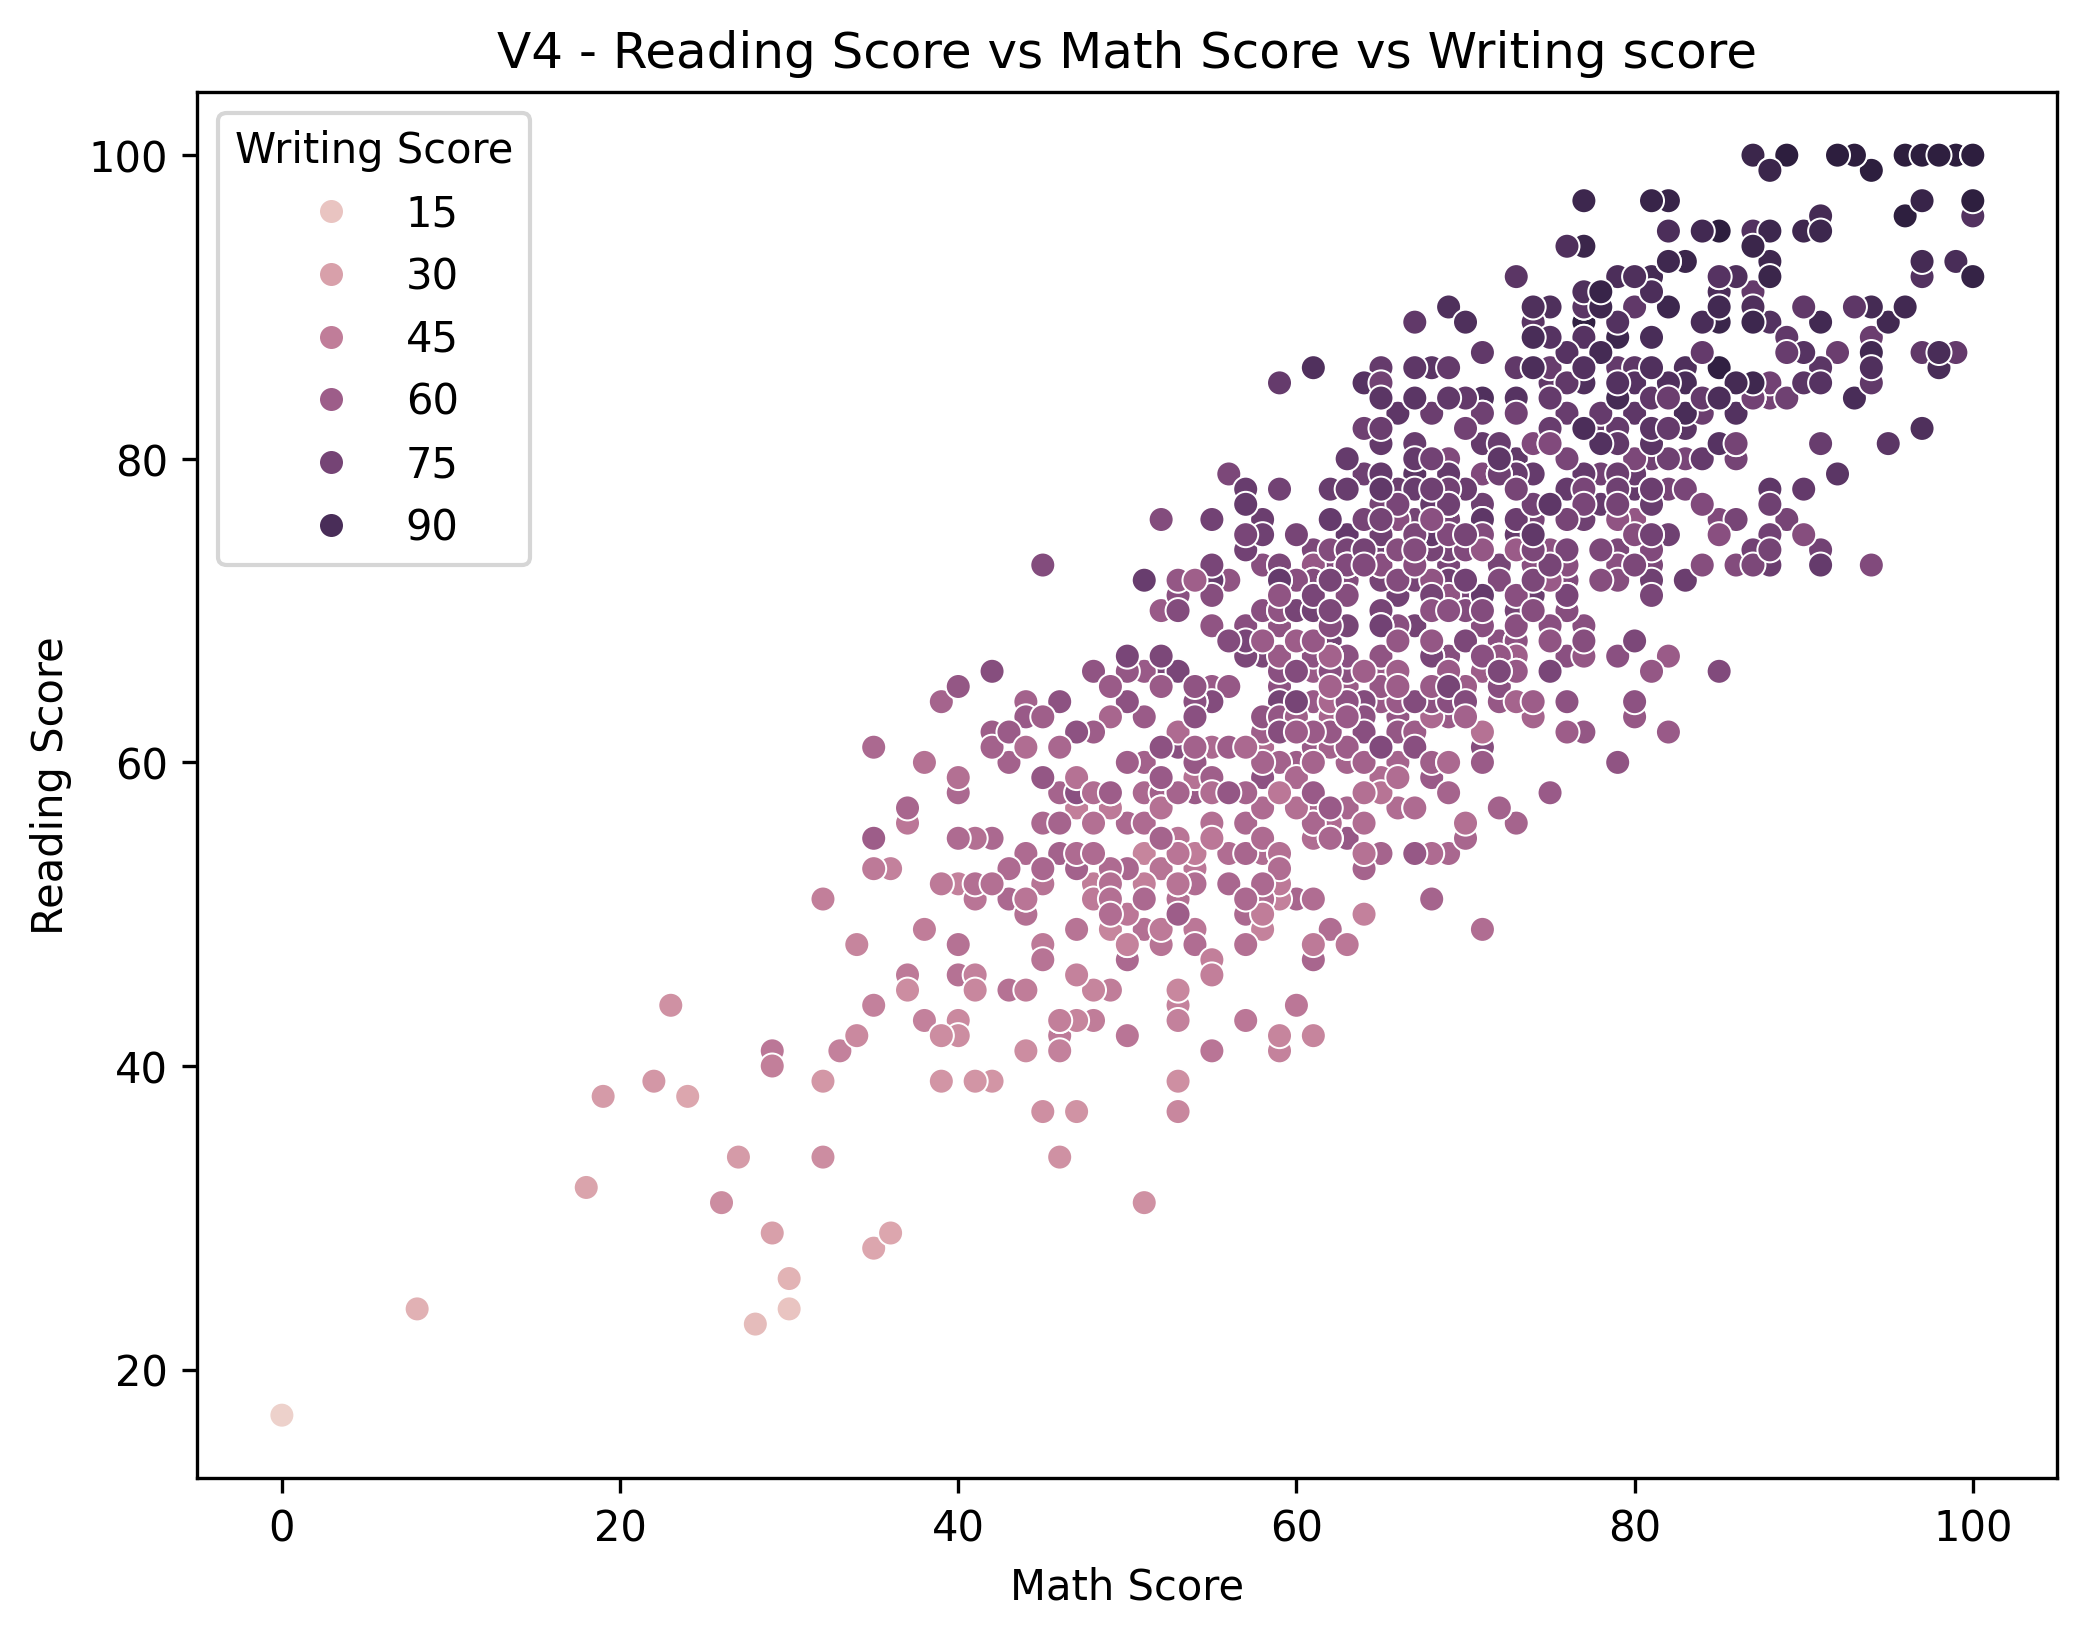 V4 - Reading Score vs Math Score vs Writing score
Writing Score
15
30
45
60
75
90
100
80
60
40
20
Reading Score
0 20 40 60 80 100
Math Score